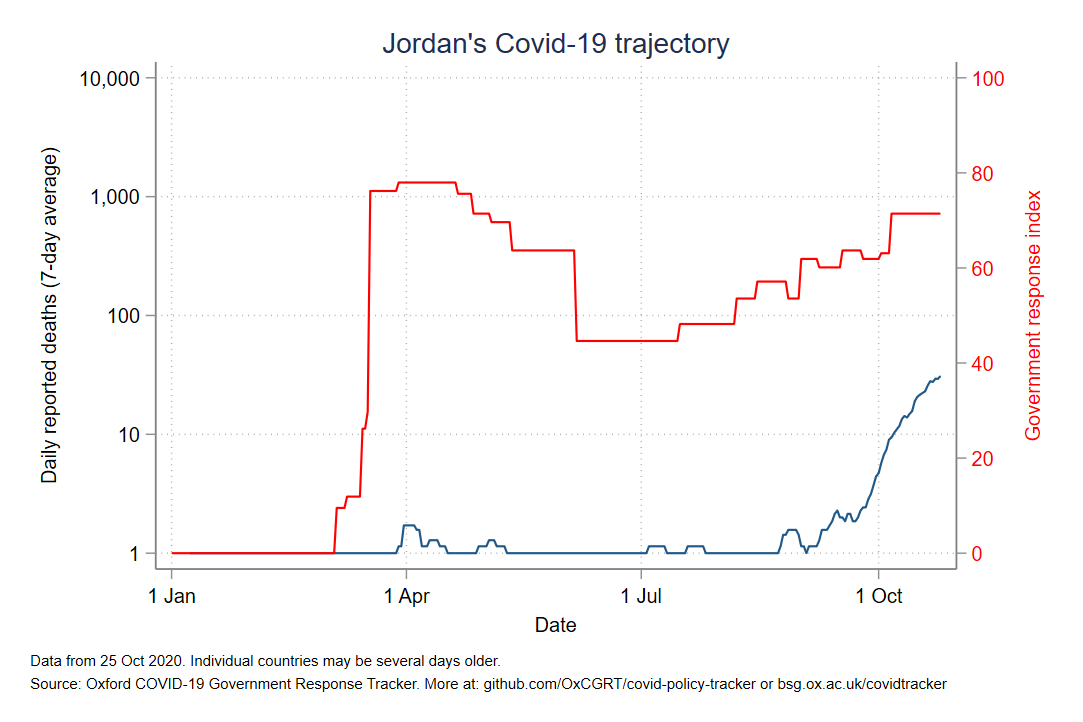 Jordan's Covid-19 trajectory
10,000
1,000
100
10
1
Daily reported deaths (7-day average)
100
80
60
40
20
0
Government response index
1 Jan
1 Apr
1 Jul
1 Oct
Date
Data from 25 Oct 2020. Individual countries may be several days older.
Source: Oxford COVID-19 Government Response Tracker. More at: github.com/OxCGRT/covid-policy-tracker or bsg.ox.ac.uk/covidtracker